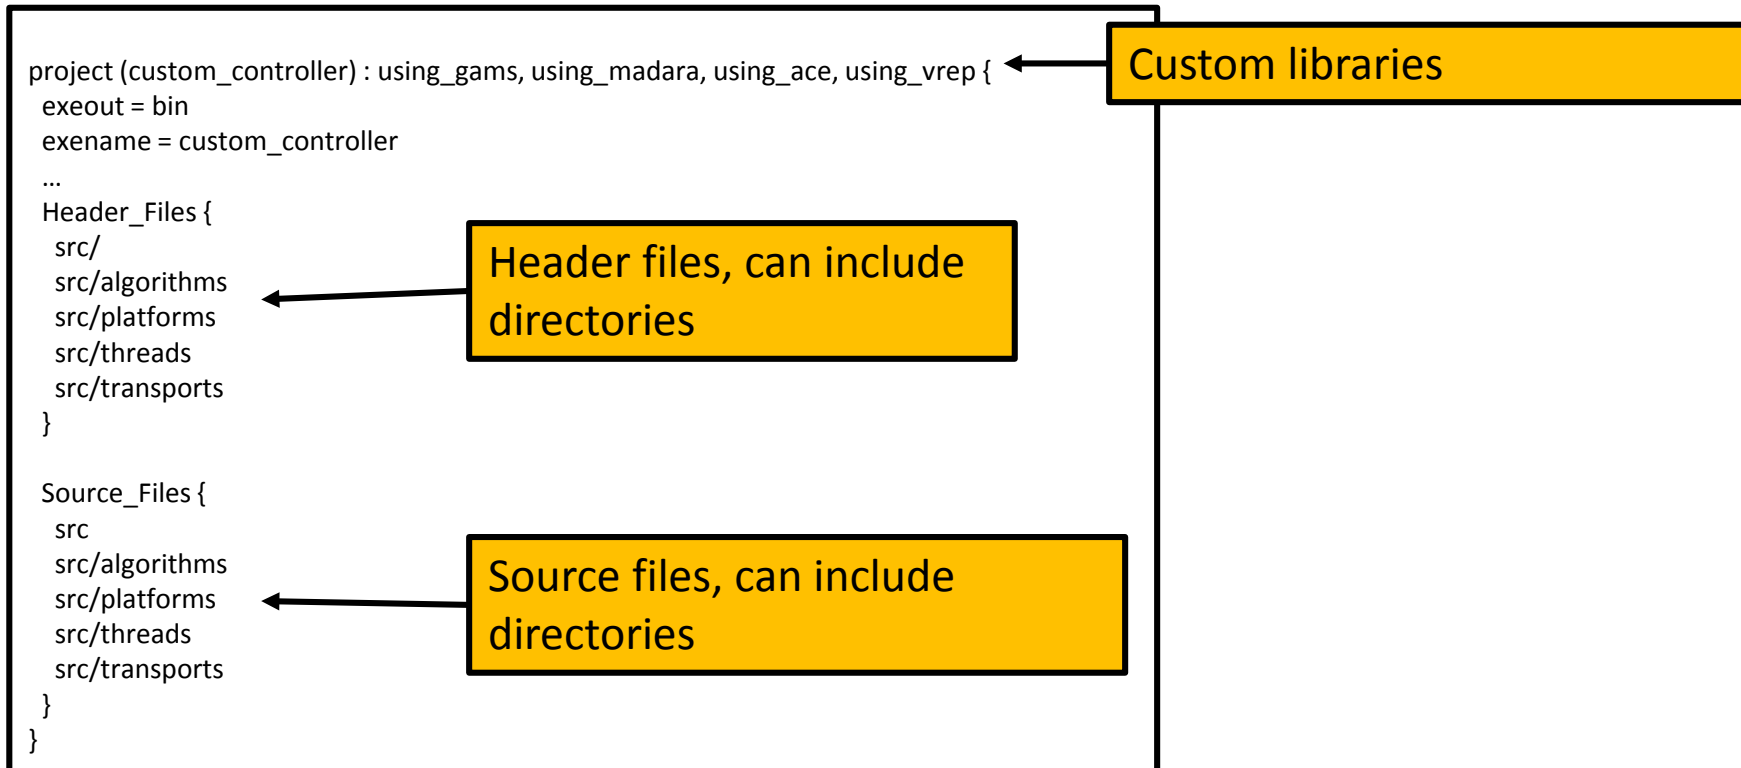 project (custom_controller) : using_gams, using_madara, using_ace, using_vrep {
Custom libraries
exeout = bin
exename = custom_controller
...
Header_Files {
src/
src/algorithms
src/platforms
src/threads
src/transports
}
Header files, can include
directories
Source_Files {
src
src/algorithms
src/platforms
src/threads
src/transports
}
}
Source files, can include
directories